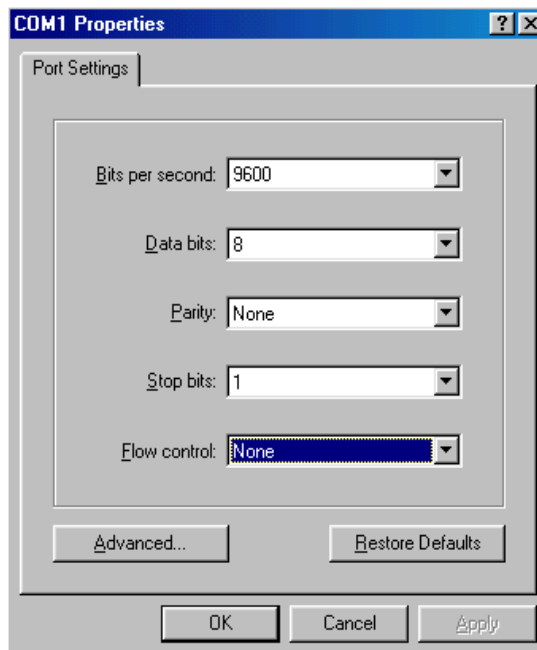 COM1 Properties
Port Settings
Bits per second: 9600
Data bits: 8
Parity: None
Stop bits: 1
Flow control: None
Advanced... Restore Defaults
OK Cancel Apply